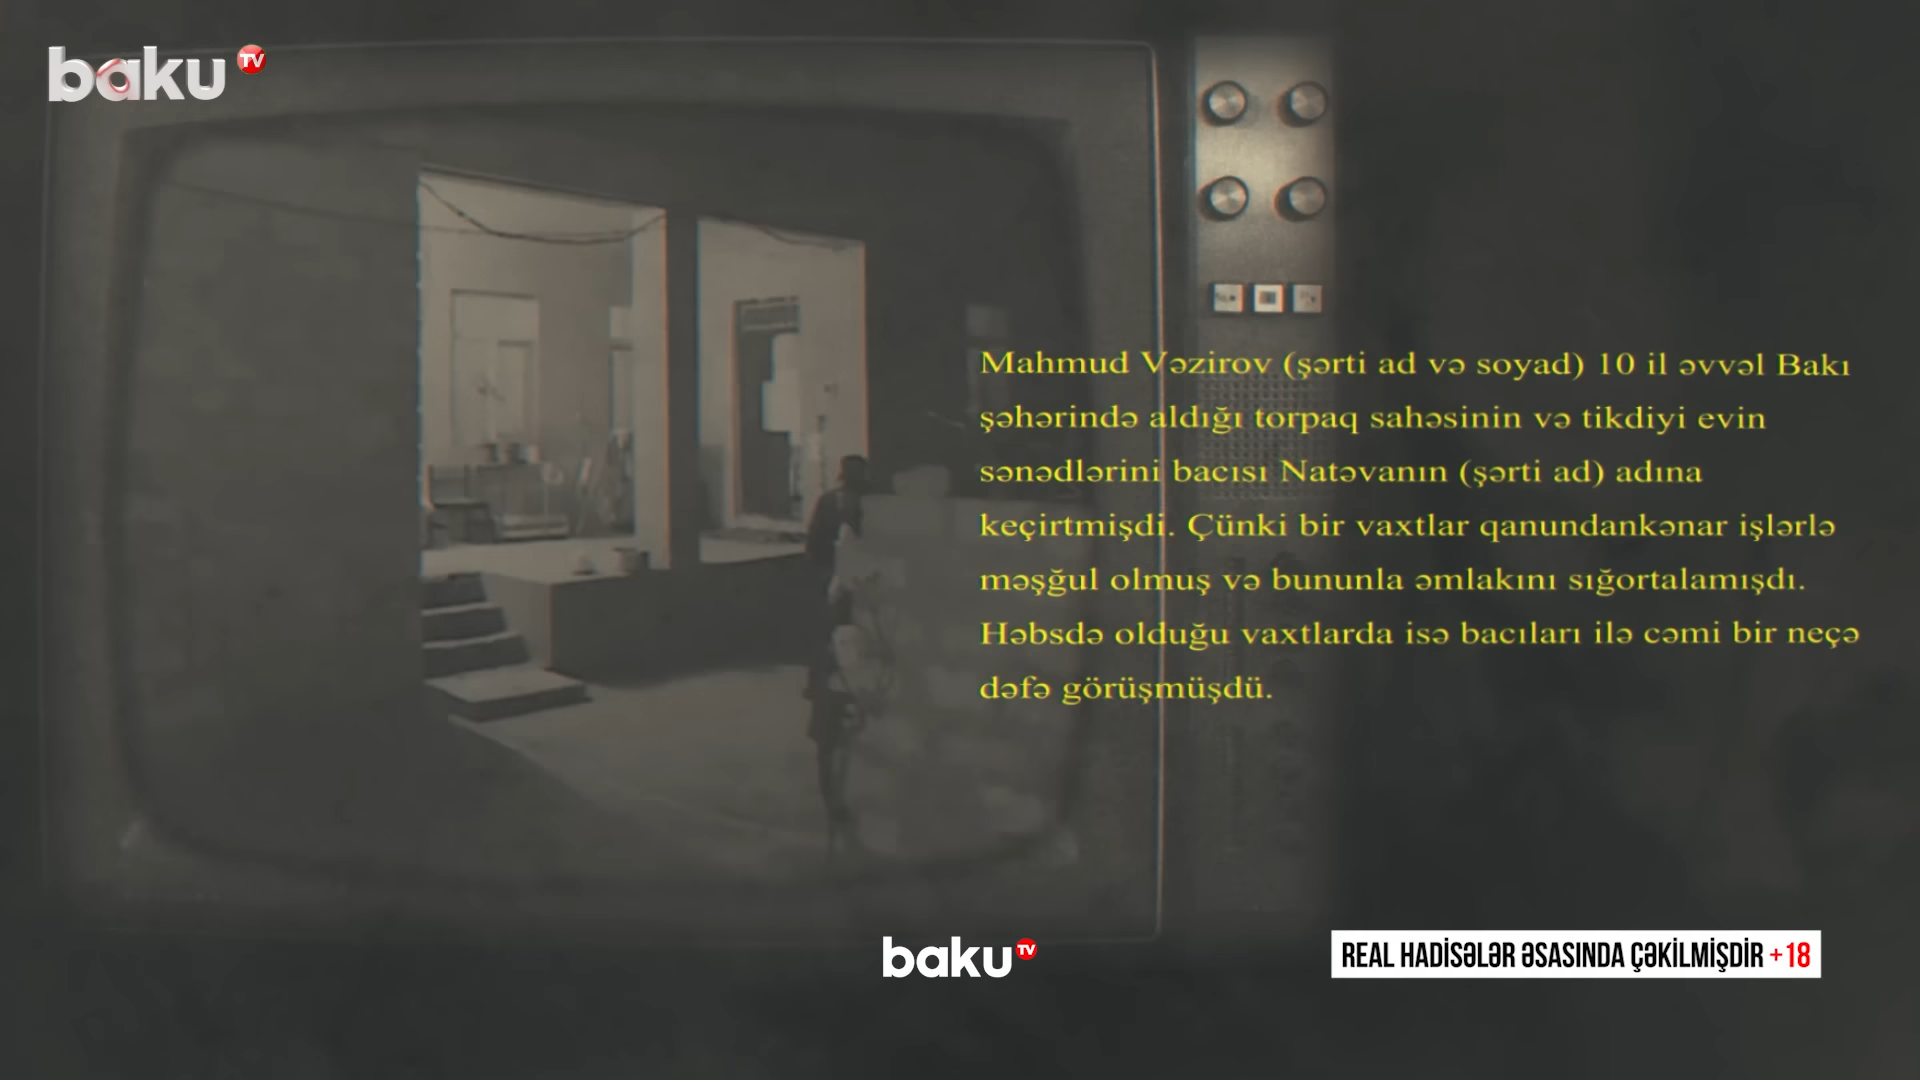 baku TV
Mahmud Vəzirov (şərti ad və soyad) 10 il əvvəl Bakı
şəhərində aldığı torpaq sahəsinin və tikdiyi evin
sənədlərini bacısı Natəvanın (şərti ad) adına
keçirtmişdi. Çünki bir vaxtlar qanundankənar işlərlə
məşğul olmuş və bununla əmlakını sığortalamışdı.
Həbsdə olduğu vaxtlarda isə bacıları ilə cəmi bir neçə
dəfə görüşmüşdü.
baku TV
REAL HADİSƏLƏR ƏSASINDA ÇƏKİLMİŞDİR +18